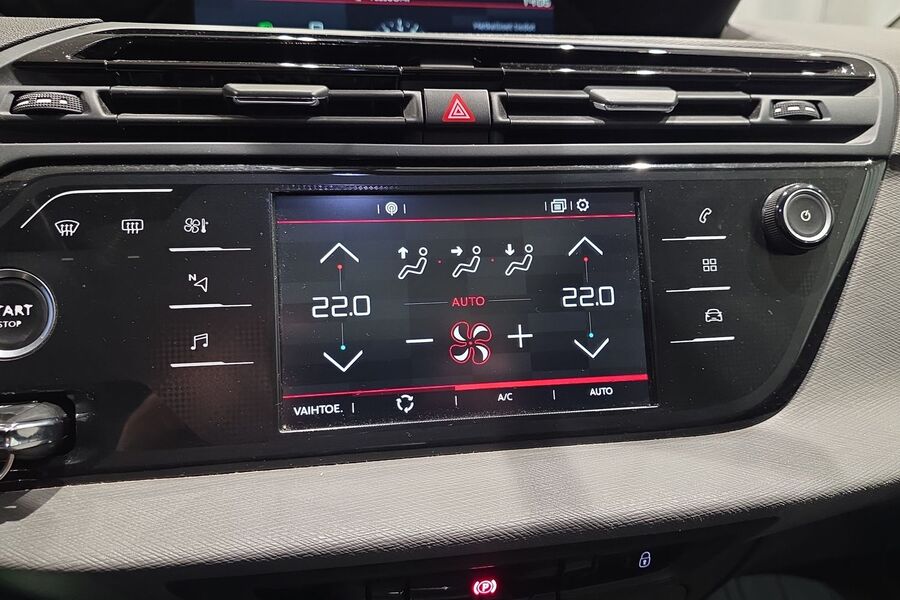 START
STOP
N
22.0
AUTO
22.0
VAIHTOE.
A/C
AUTO
P